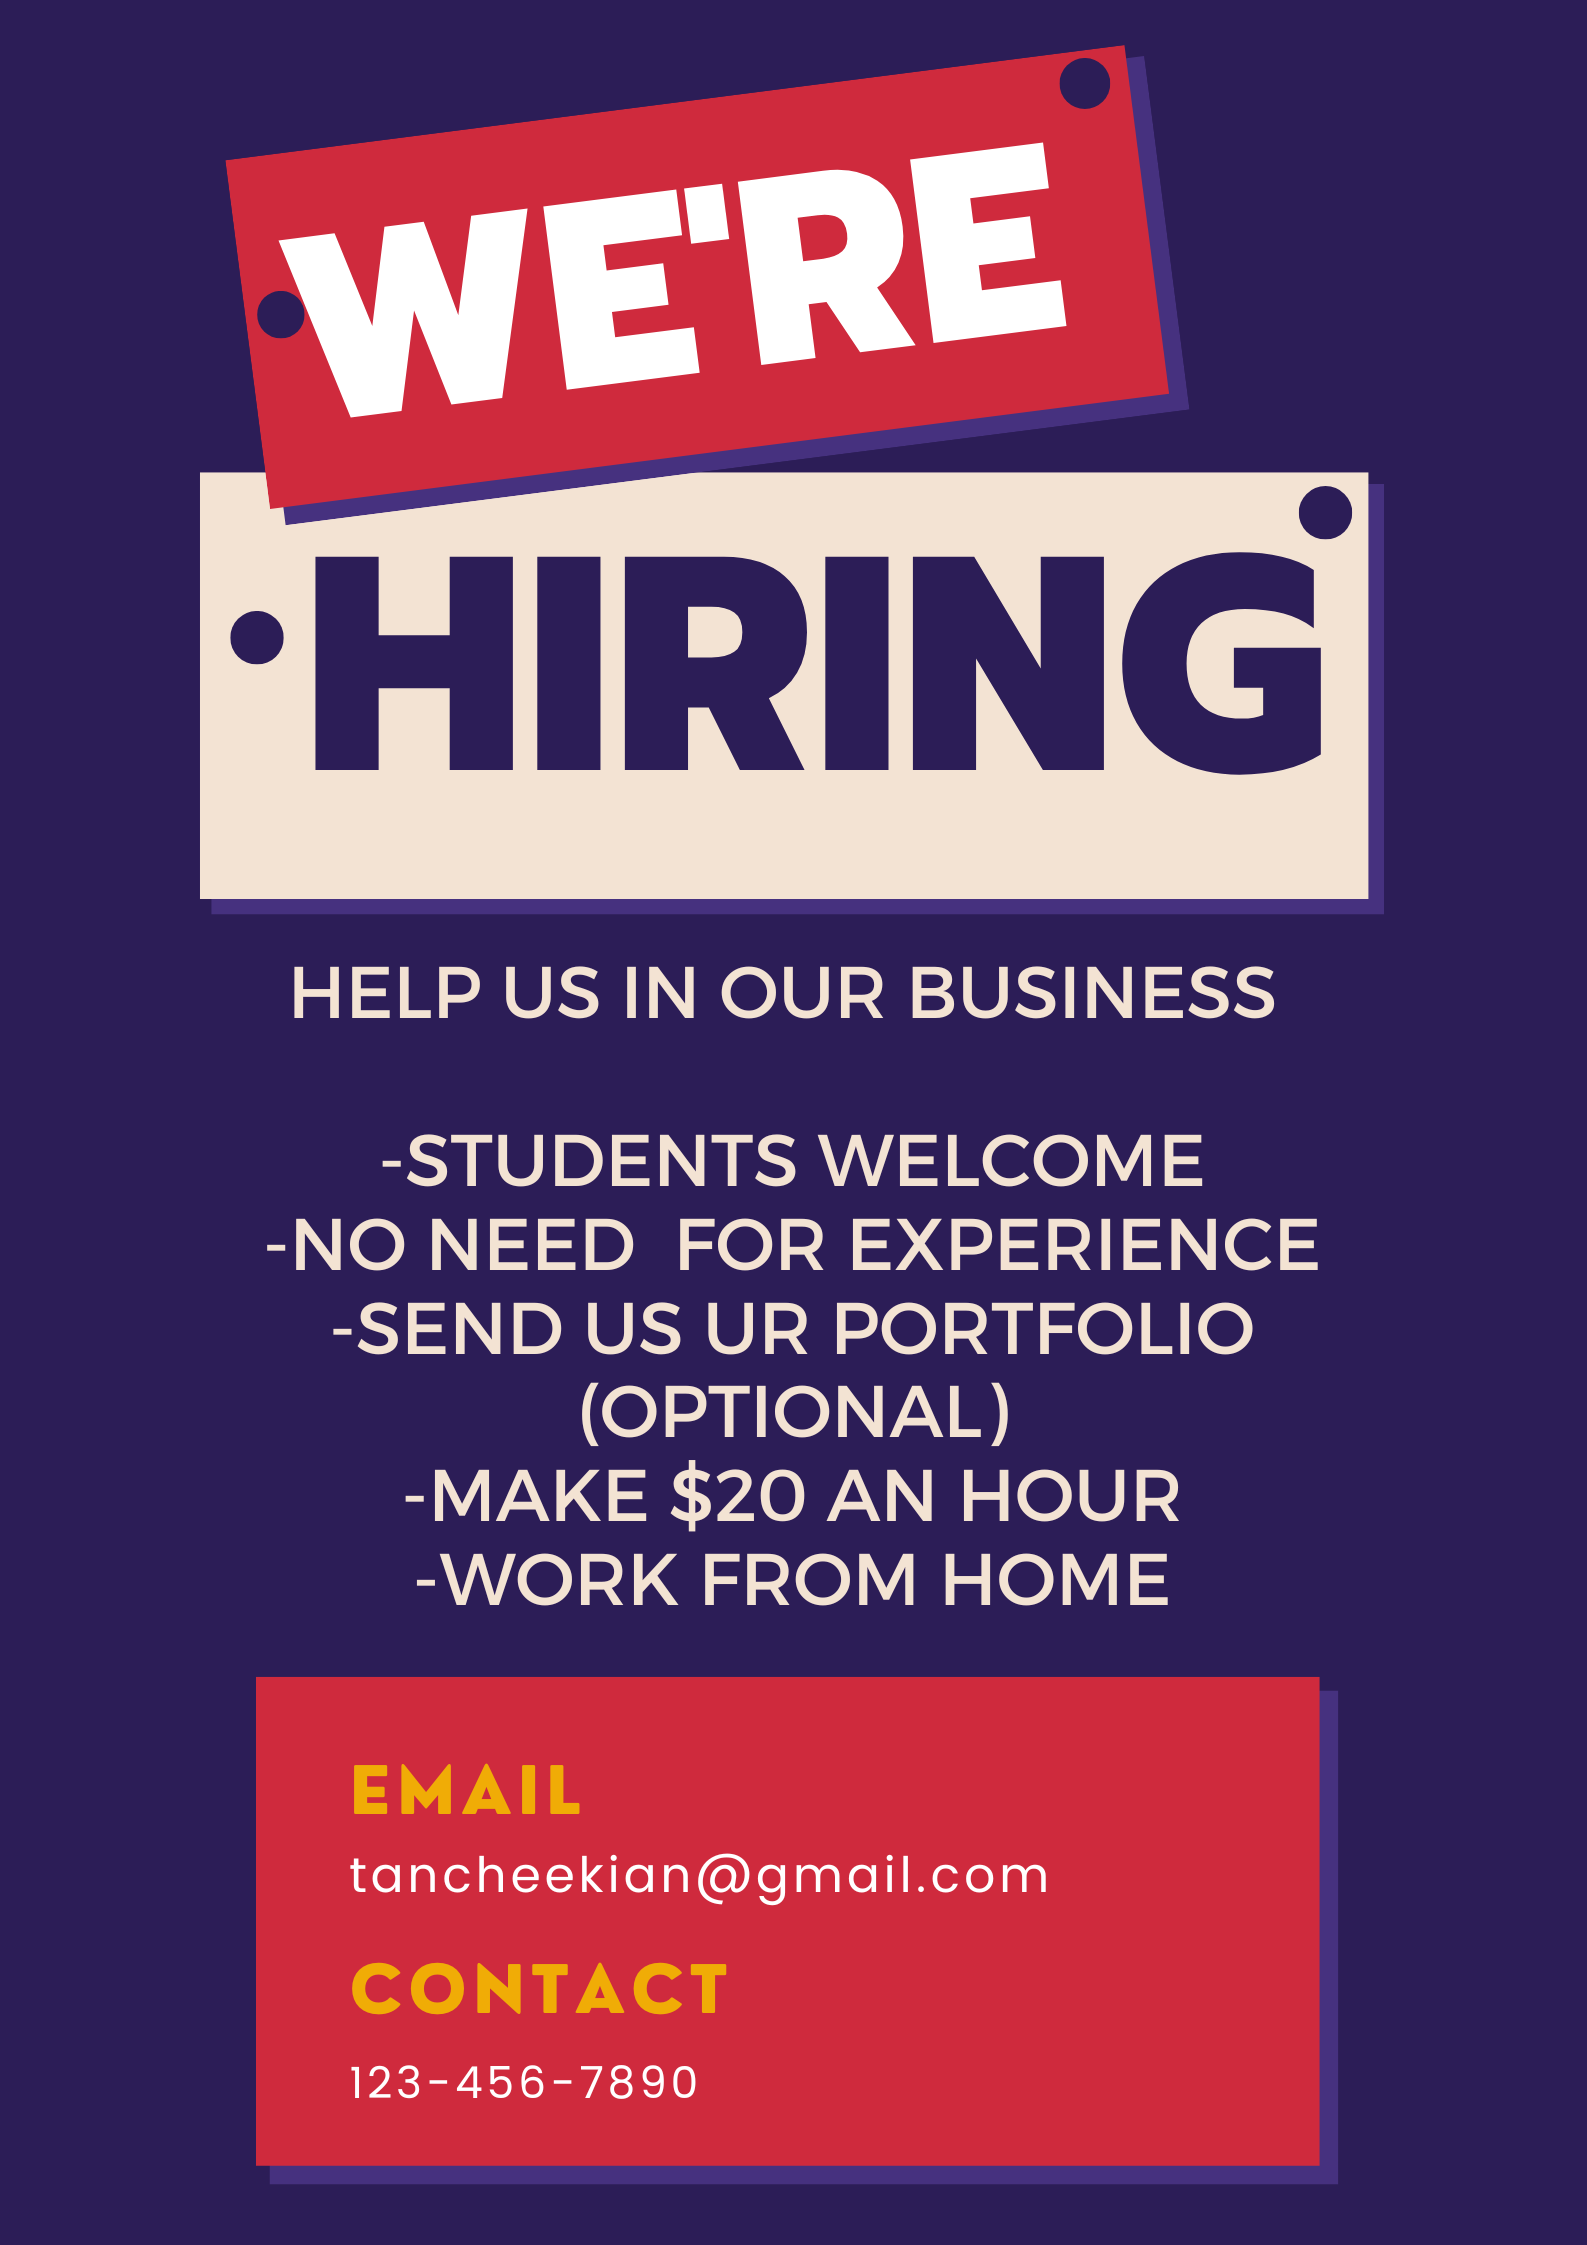 WE'RE
HIRING
HELP US IN OUR BUSINESS
-STUDENTS WELCOME
-NO NEED  FOR EXPERIENCE
-SEND US UR PORTFOLIO
(OPTIONAL)
-MAKE $20 AN HOUR
-WORK FROM HOME
EMAIL
tancheekian@gmail.com
CONTACT
123-456-7890